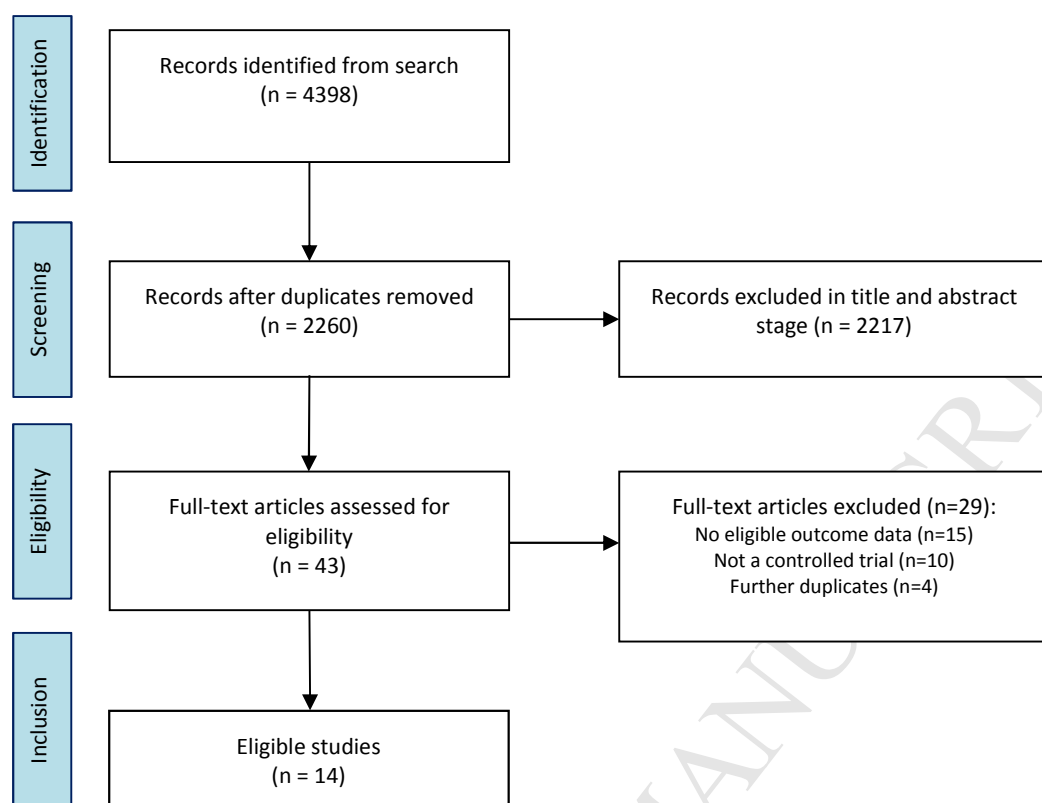 Identification
Records identified from search
(n = 4398)
Screening
Records after duplicates removed
(n = 2260)
Records excluded in title and abstract
stage (n = 2217)
Eligibility
Full-text articles assessed for
eligibility
(n = 43)
Full-text articles excluded (n=29):
No eligible outcome data (n=15)
Not a controlled trial (n=10)
Further duplicates (n=4)
Inclusion
Eligible studies
(n = 14)